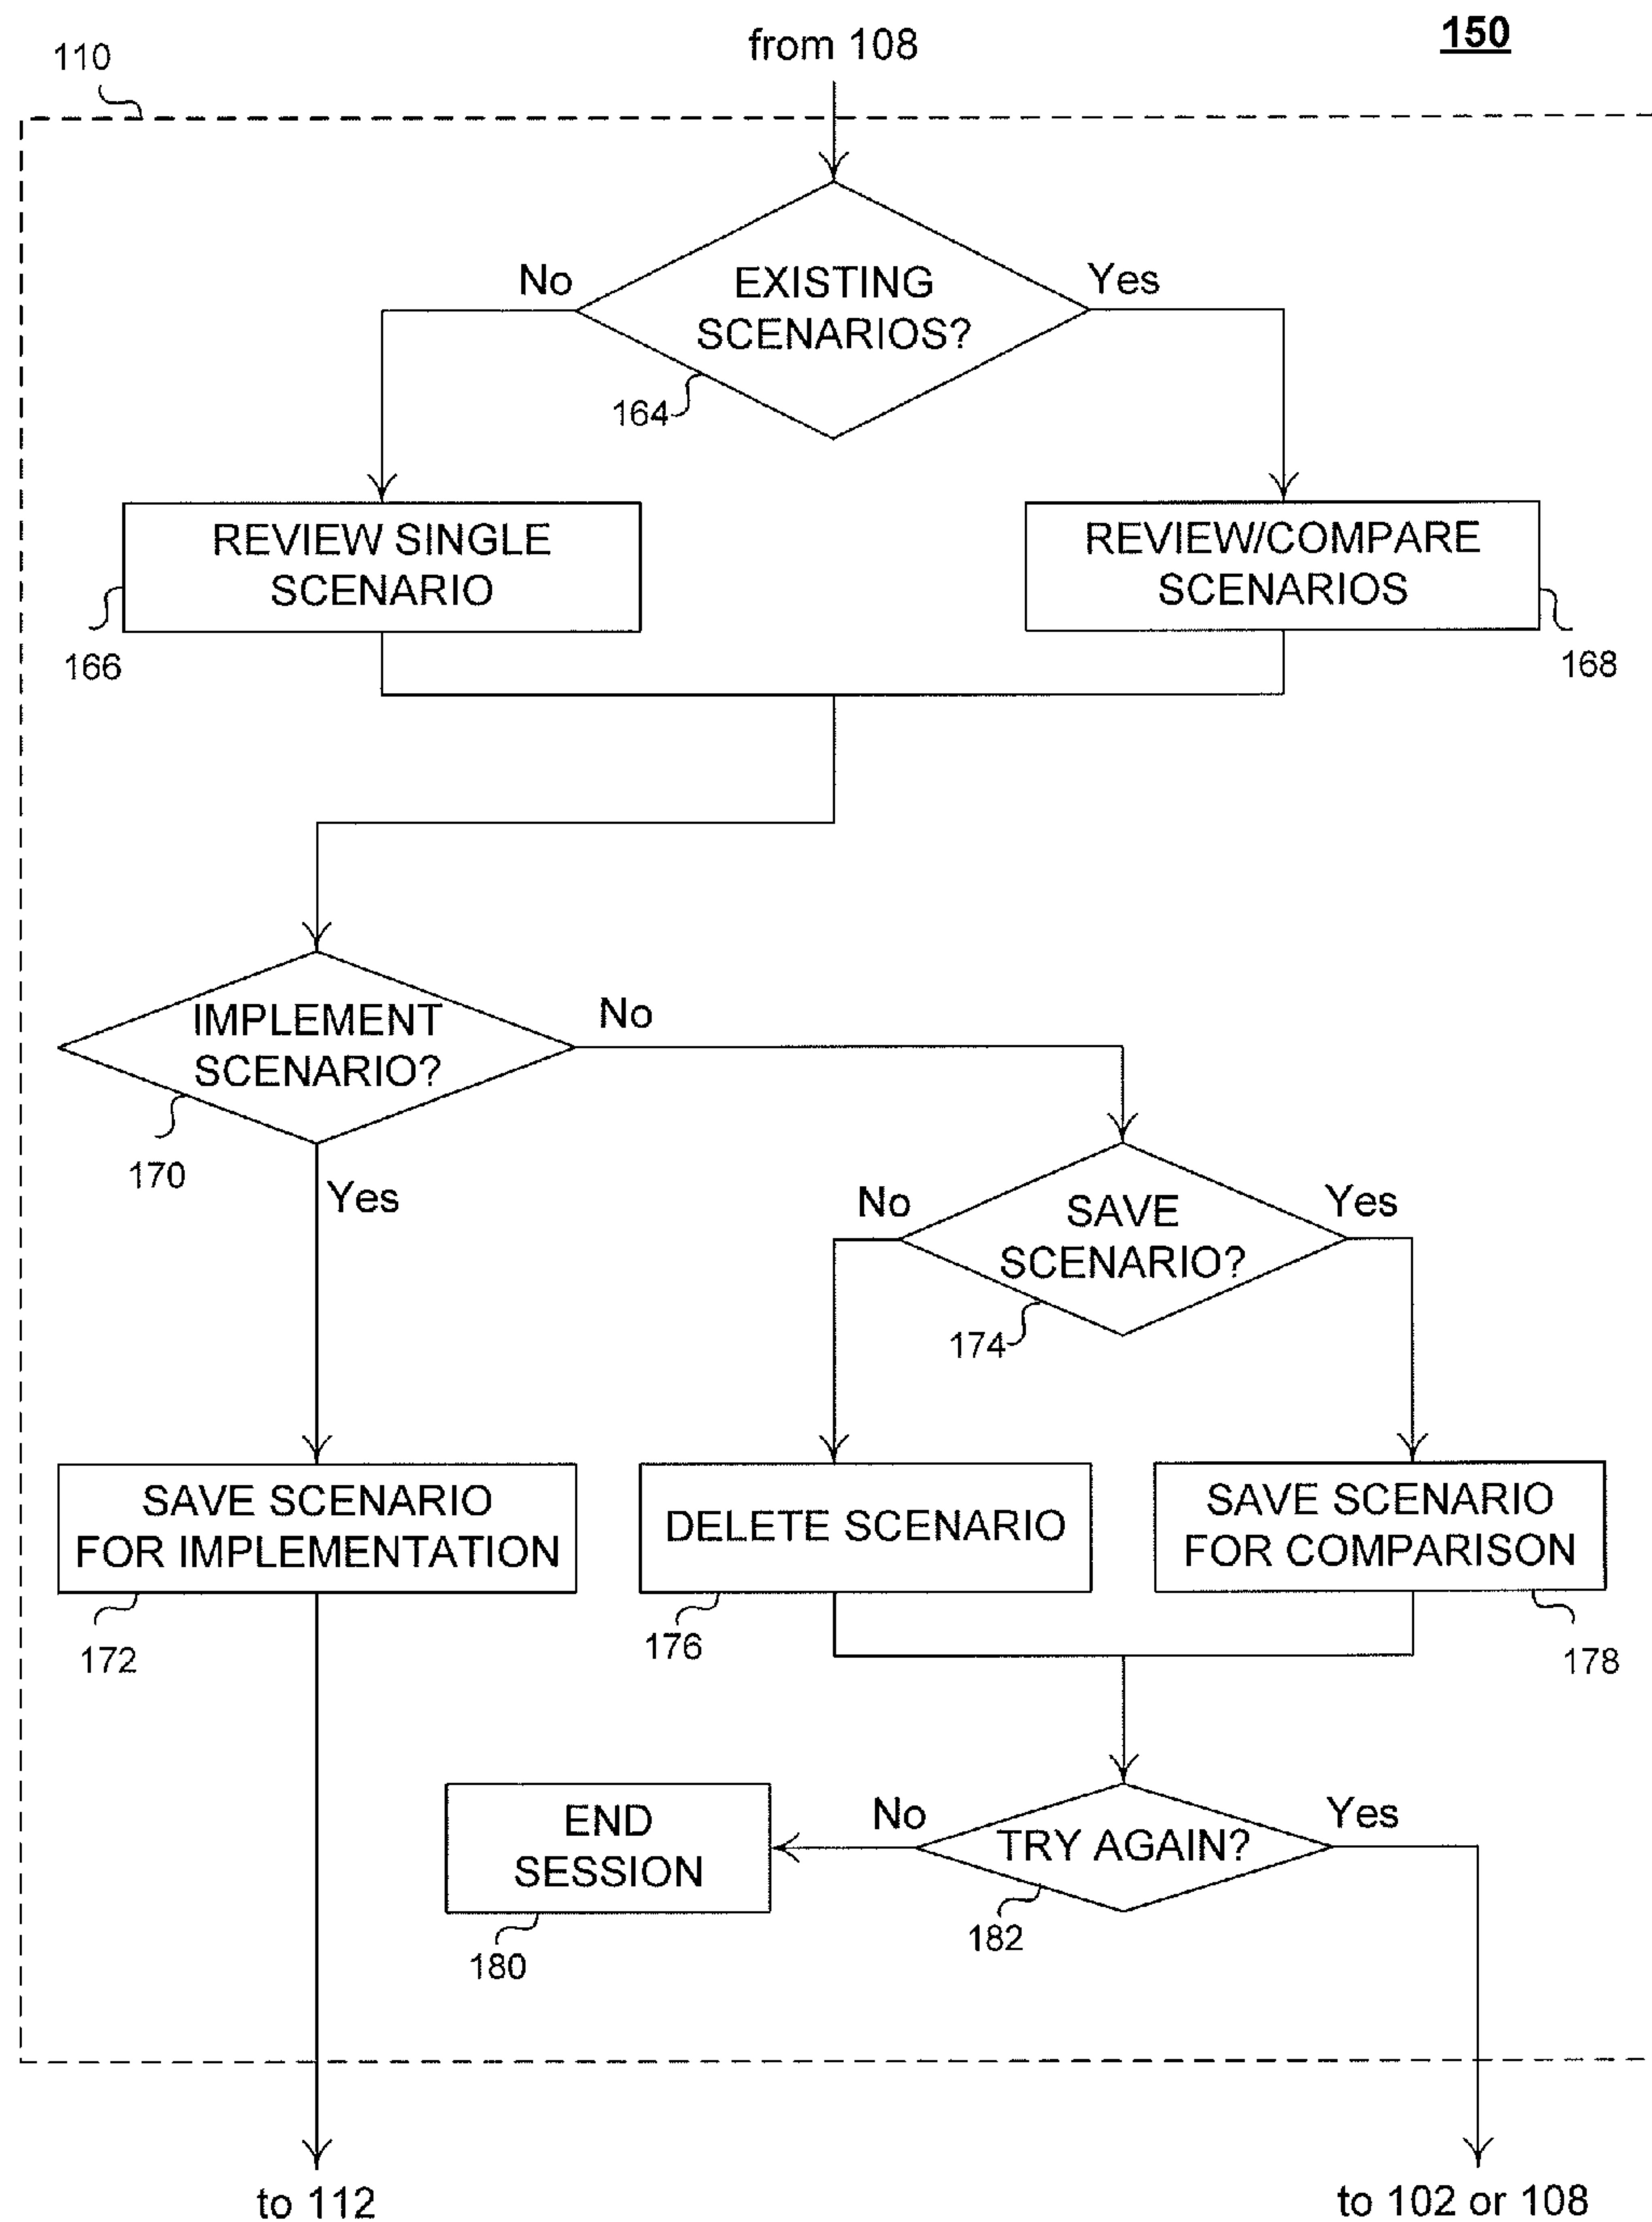 150
from 108
110
No
Yes
EXISTING
SCENARIOS?
164
REVIEW SINGLE
SCENARIO
REVIEW/COMPARE
SCENARIOS
166
168
IMPLEMENT
SCENARIO?
No
170
Yes
No
Yes
SAVE
SCENARIO?
174
SAVE SCENARIO
FOR IMPLEMENTATION
DELETE SCENARIO
SAVE SCENARIO
FOR COMPARISON
172
176
178
END
SESSION
No
Yes
TRY AGAIN?
180
182
to 112
to 102 or 108